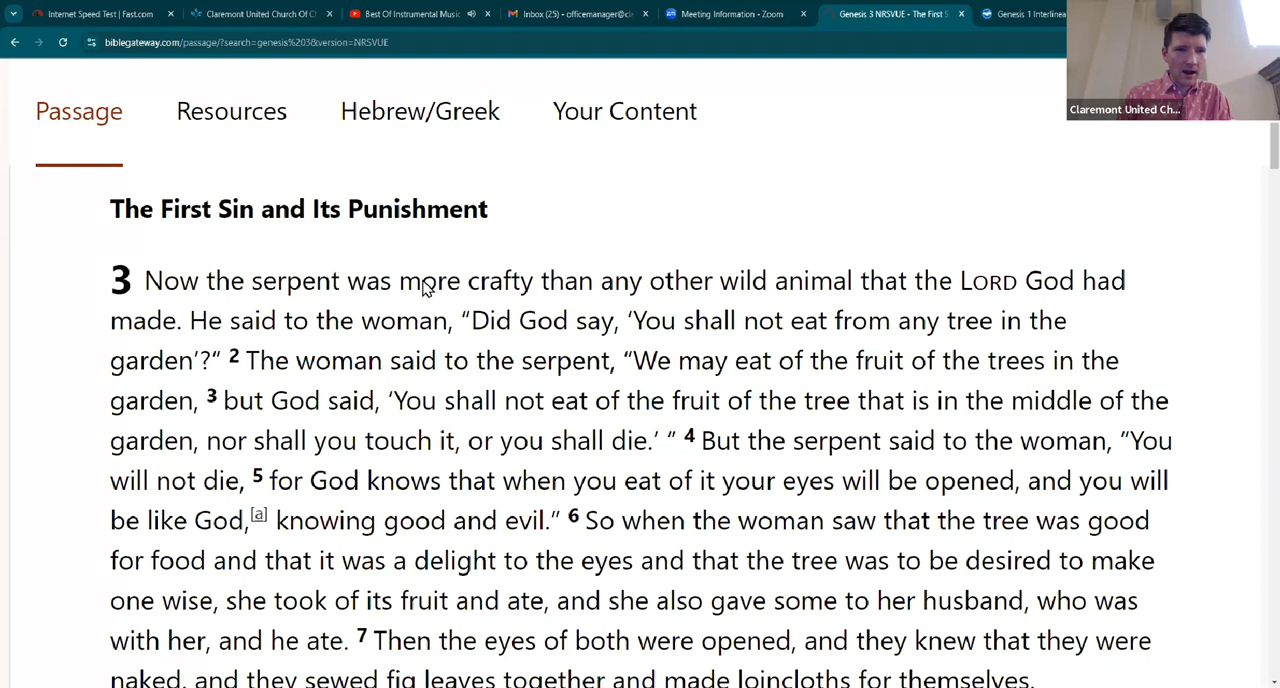 Internet Speed Test | Fast.com
Claremont United Church Of C
Best Of Instrumental Music
Inbox (25) - officemanager@cl
Meeting Information - Zoom
Genesis 3 NRSVUE - The First S
Genesis 1 Interlinea
biblegateway.com/passage/?search=genesis%203&version=NRSVUE
Claremont United Ch...
Passage
Resources
Hebrew/Greek
Your Content
The First Sin and Its Punishment
3 Now the serpent was more crafty than any other wild animal that the LORD God had
made. He said to the woman, “Did God say, ‘You shall not eat from any tree in the
garden’?“ 2 The woman said to the serpent, “We may eat of the fruit of the trees in the
garden, 3 but God said, ‘You shall not eat of the fruit of the tree that is in the middle of the
garden, nor shall you touch it, or you shall die.’ ” 4 But the serpent said to the woman, “You
will not die, 5 for God knows that when you eat of it your eyes will be opened, and you will
be like God,[a] knowing good and evil.” 6 So when the woman saw that the tree was good
for food and that it was a delight to the eyes and that the tree was to be desired to make
one wise, she took of its fruit and ate, and she also gave some to her husband, who was
with her, and he ate. 7 Then the eyes of both were opened, and they knew that they were
naked, and they sewed fig leaves together and made loincloths for themselves.